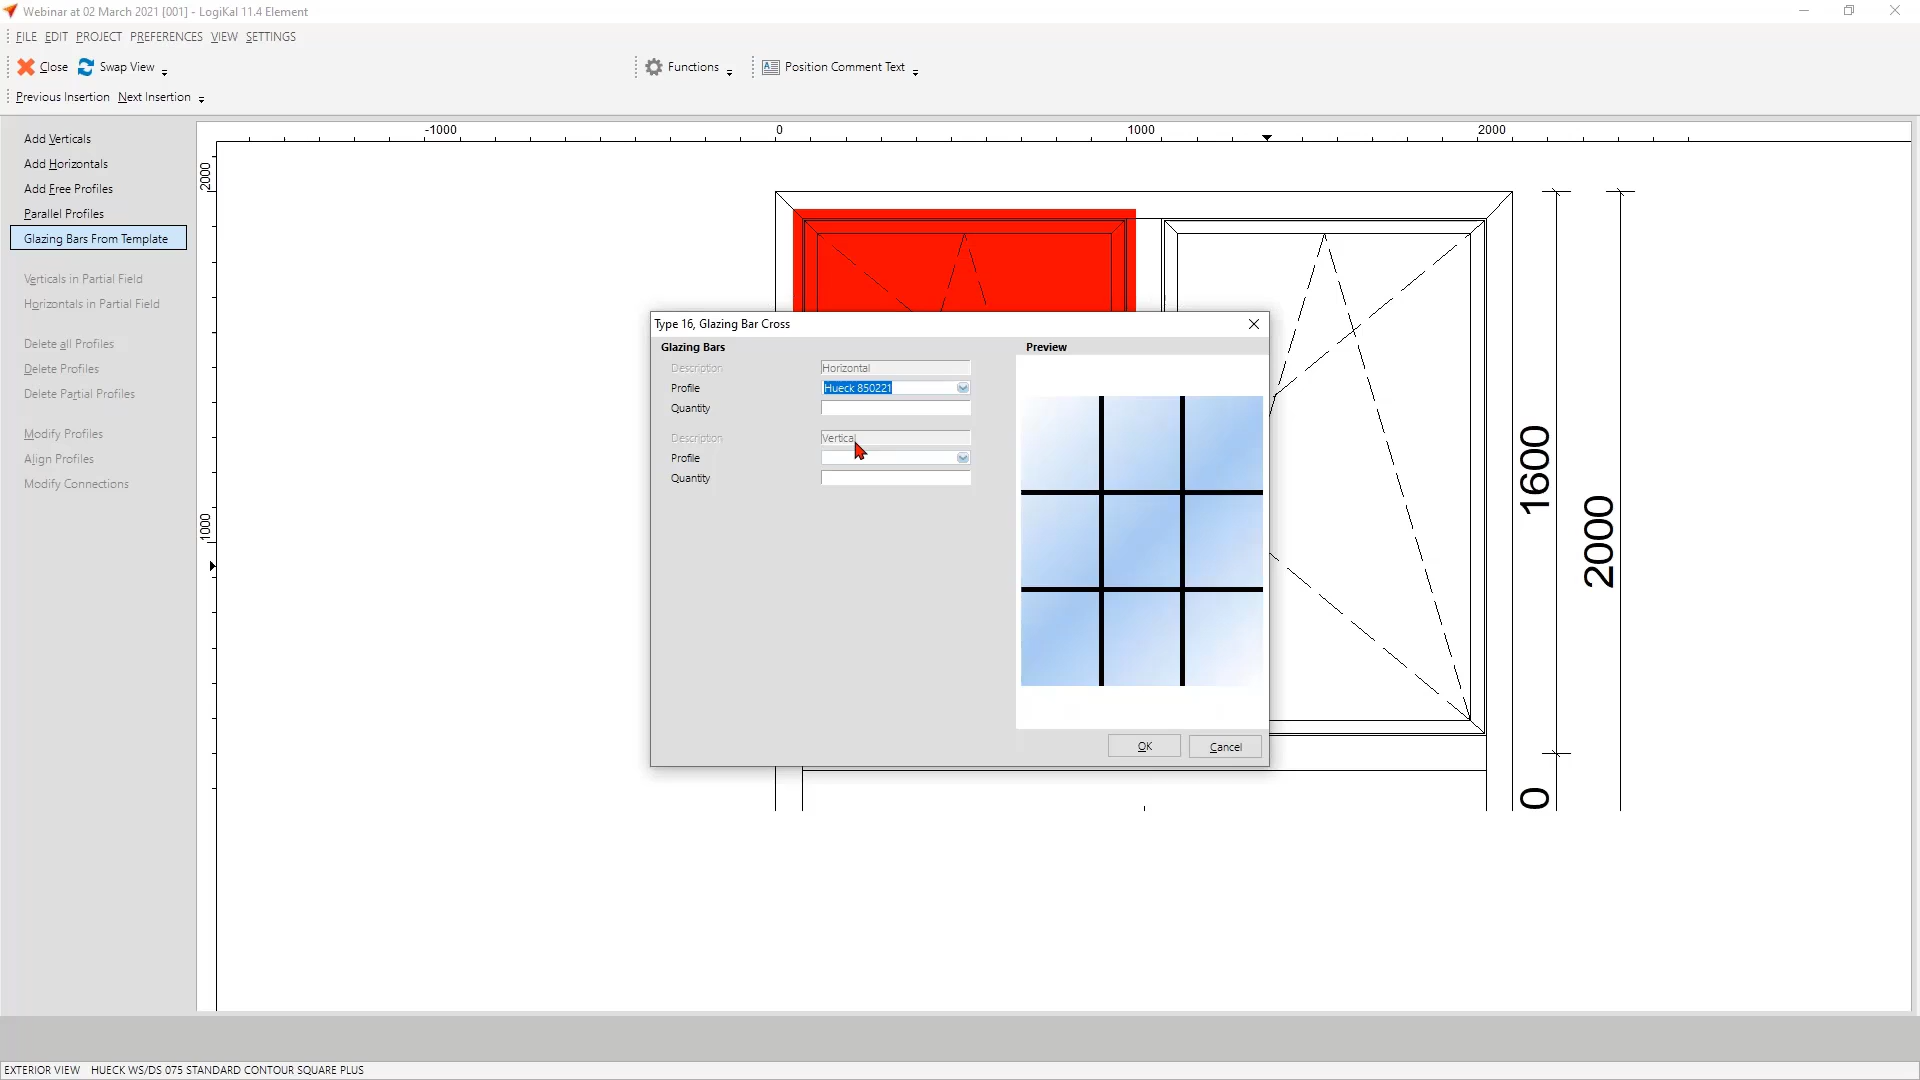 Webinar at 02 March 2021 [001] - LogiKal 11.4 Element
FILE EDIT PROJECT PREFERENCES VIEW SETTINGS
Close Swap View Functions Position Comment Text
Previous Insertion Next Insertion
Add Verticals
Add Horizontals
Add Free Profiles
Parallel Profiles
Glazing Bars From Template
Verticals in Partial Field
Horizontals in Partial Field
Delete all Profiles
Delete Profiles
Delete Partial Profiles
Modify Profiles
Align Profiles
Modify Connections
-1000 0 1000 2000
2000
1000
Type 16, Glazing Bar Cross
Glazing Bars
Description Horizontal
Profile Hueck 850221
Quantity
Description Vertical
Profile
Quantity
Preview
OK Cancel
1600
2000
0
EXTERIOR VIEW HUECK WS/DS 075 STANDARD CONTOUR SQUARE PLUS